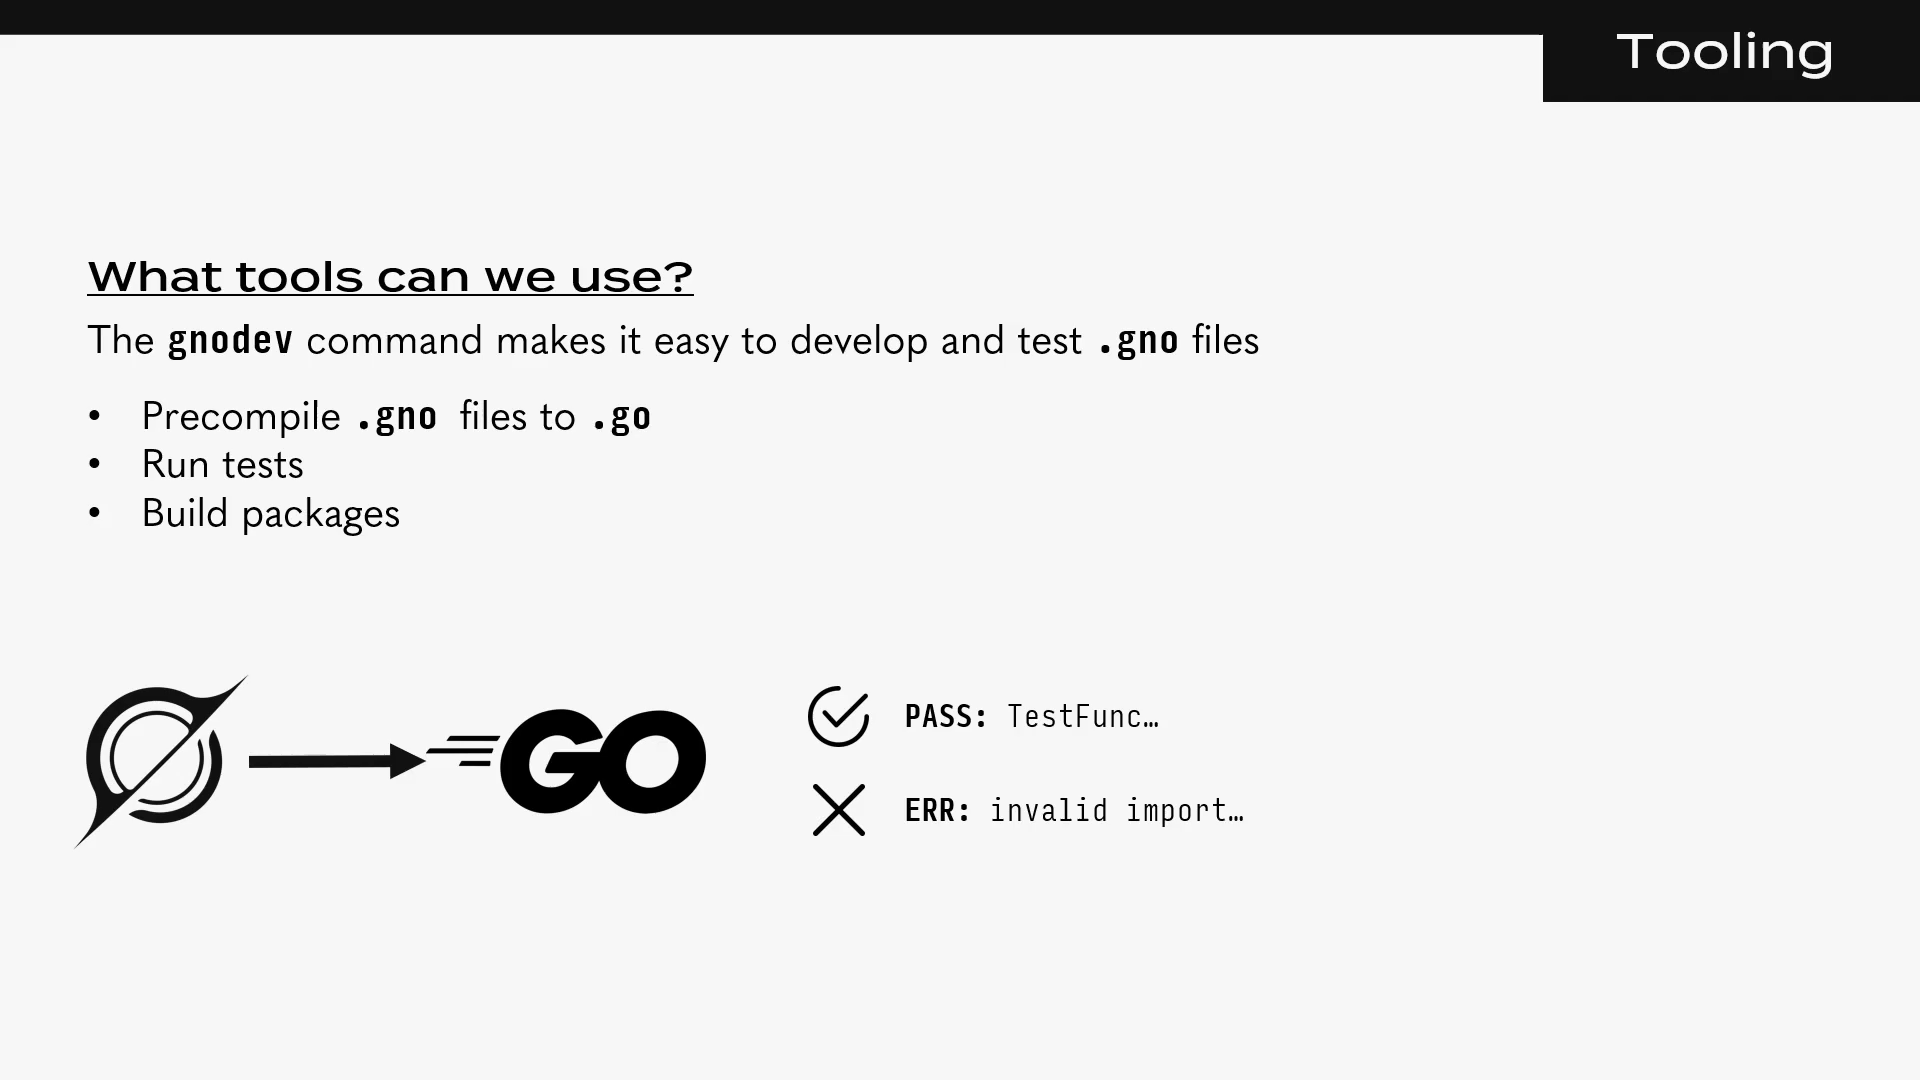 Tooling
What tools can we use?
The gnodev command makes it easy to develop and test .gno files
• Precompile .gno files to .go
• Run tests
• Build packages
GO
PASS: TestFunc…
ERR: invalid import…